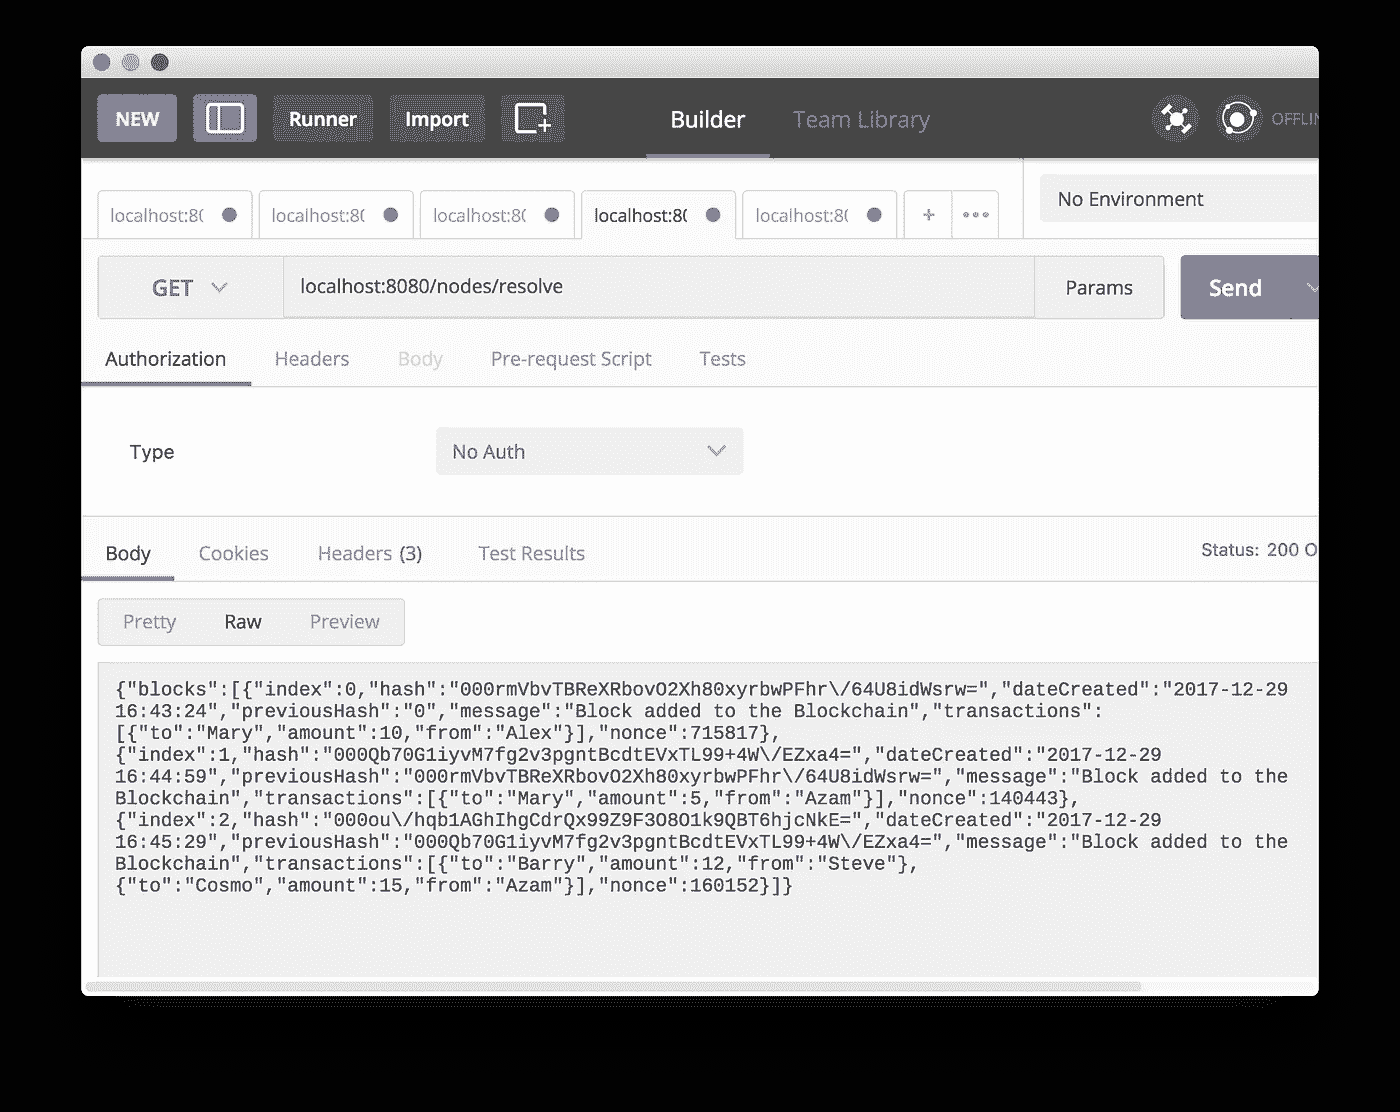 NEW Runner Import Builder Team Library OFFLIN
localhost:80 localhost:80 localhost:80 localhost:80 localhost:80 + No Environment
GET localhost:8080/nodes/resolve Params Send
Authorization Headers Body Pre-request Script Tests
Type No Auth
Body Cookies Headers (3) Test Results Status: 200 O
Pretty Raw Preview
{"blocks":[{"index":0,"hash":"000rmVbvTBReXRbovO2Xh80xyrbwPFhr\/64U8idWsrw=","dateCreated":"2017-12-29
16:43:24","previousHash":"0","message":"Block added to the Blockchain","transactions":
[{"to":"Mary","amount":10,"from":"Alex"}],"nonce":715817},
{"index":1,"hash":"000Qb70G1iyvM7fg2v3pgntBcdtEVxTL99+4W\/EZxa4=","dateCreated":"2017-12-29
16:44:59","previousHash":"000rmVbvTBReXRbovO2Xh80xyrbwPFhr\/64U8idWsrw=","message":"Block added to the
Blockchain","transactions":[{"to":"Mary","amount":5,"from":"Azam"}],"nonce":140443},
{"index":2,"hash":"000ou\/hqb1AGhIhgCdrQx99Z9F3O8O1k9QBT6hjcNkE=","dateCreated":"2017-12-29
16:45:29","previousHash":"000Qb70G1iyvM7fg2v3pgntBcdtEVxTL99+4W\/EZxa4=","message":"Block added to the
Blockchain","transactions":[{"to":"Barry","amount":12,"from":"Steve"},
{"to":"Cosmo","amount":15,"from":"Azam"}],"nonce":160152}]}